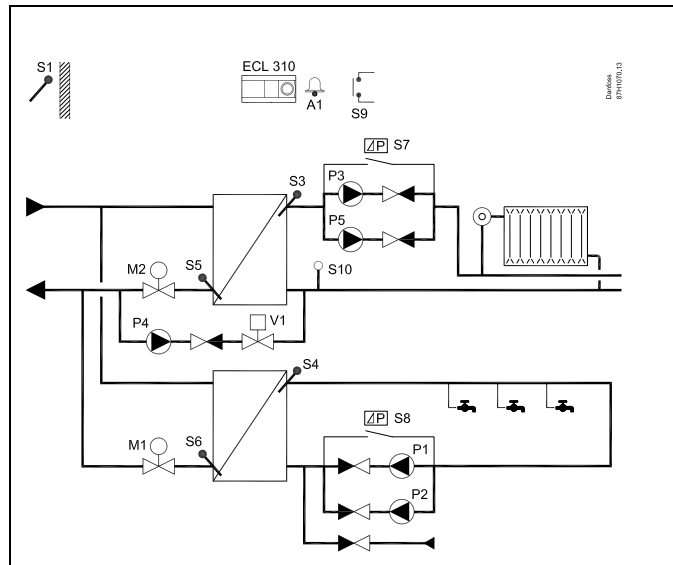 S1
ECL 310
A1
S9
Danfoss
87H1070.13
⊿P S7
P3
S3
P5
M2
S5
S10
P4
V1
S4
⊿P S8
M1
S6
P1
P2